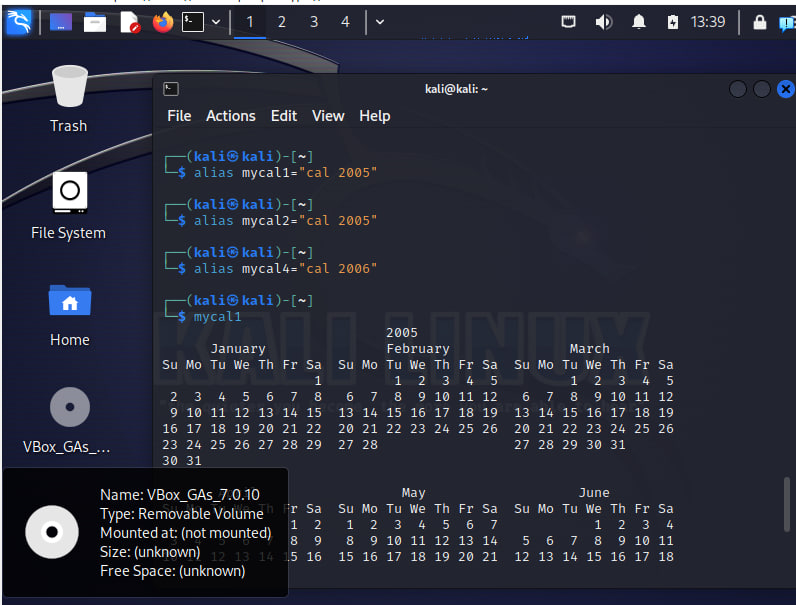 1 2 3 4 13:39
Trash
File System
Home
VBox_GAs_...
kali@kali: ~
File Actions Edit View Help
┌──(kali㉿kali)-[~]
└─$ alias mycal1="cal 2005"
┌──(kali㉿kali)-[~]
└─$ alias mycal2="cal 2005"
┌──(kali㉿kali)-[~]
└─$ alias mycal4="cal 2006"
┌──(kali㉿kali)-[~]
└─$ mycal1
2005
January February March
Su Mo Tu We Th Fr Sa Su Mo Tu We Th Fr Sa Su Mo Tu We Th Fr Sa
1 1 2 3 4 5 1 2 3 4 5
2 3 4 5 6 7 8 6 7 8 9 10 11 12 6 7 8 9 10 11 12
9 10 11 12 13 14 15 13 14 15 16 17 18 19 13 14 15 16 17 18 19
16 17 18 19 20 21 22 20 21 22 23 24 25 26 20 21 22 23 24 25 26
23 24 25 26 27 28 29 27 28 27 28 29 30 31
30 31
May June
Sa Su Mo Tu We Th Fr Sa Su Mo Tu We Th Fr Sa
1 2 1 2 3 4 5 6 7 1 2 3 4
8 9 8 9 10 11 12 13 14 5 6 7 8 9 10 11
15 16 15 16 17 18 19 20 21 12 13 14 15 16 17 18
Name: VBox_GAs_7.0.10
Type: Removable Volume
Mounted at: (not mounted)
Size: (unknown)
Free Space: (unknown)
KALI LINUX